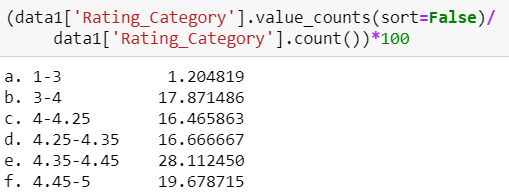 (data1['Rating_Category'].value_counts(sort=False)/
data1['Rating_Category'].count())*100
a. 1-3 1.204819
b. 3-4 17.871486
c. 4-4.25 16.465863
d. 4.25-4.35 16.666667
e. 4.35-4.45 28.112450
f. 4.45-5 19.678715